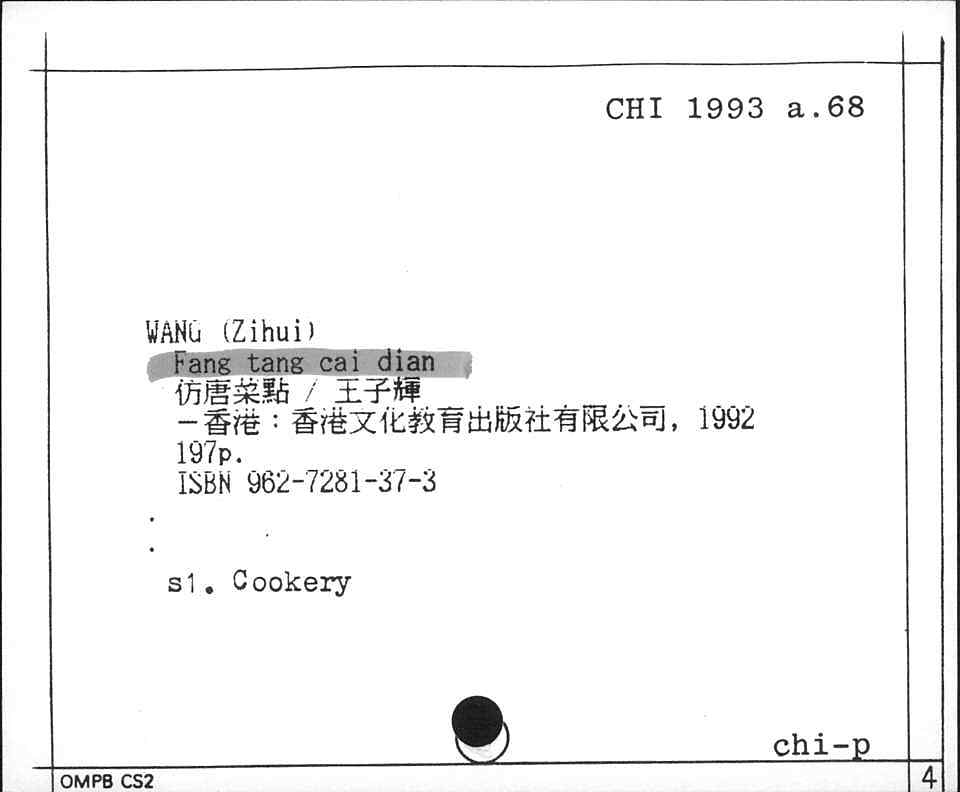 CHI 1993 a.68
WANG (Zihui)
Fang tang cai dian
仿唐菜點 / 王子輝
－香港：香港文化教育出版社有限公司, 1992
197p.
ISBN 962-7281-37-3
.
.
s1. Cookery
chi-p
OMPB CS2
4